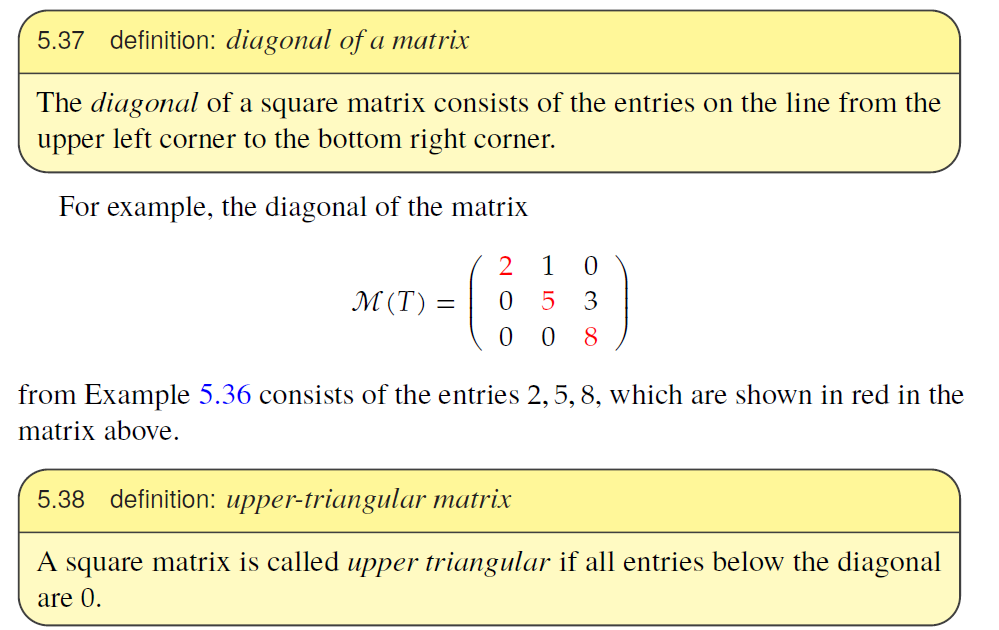 5.37 definition: diagonal of a matrix
The diagonal of a square matrix consists of the entries on the line from the
upper left corner to the bottom right corner.
For example, the diagonal of the matrix
ℳ(T) = ( 2 1 0
0 5 3
0 0 8 )
from Example 5.36 consists of the entries 2, 5, 8, which are shown in red in the
matrix above.
5.38 definition: upper-triangular matrix
A square matrix is called upper triangular if all entries below the diagonal
are 0.